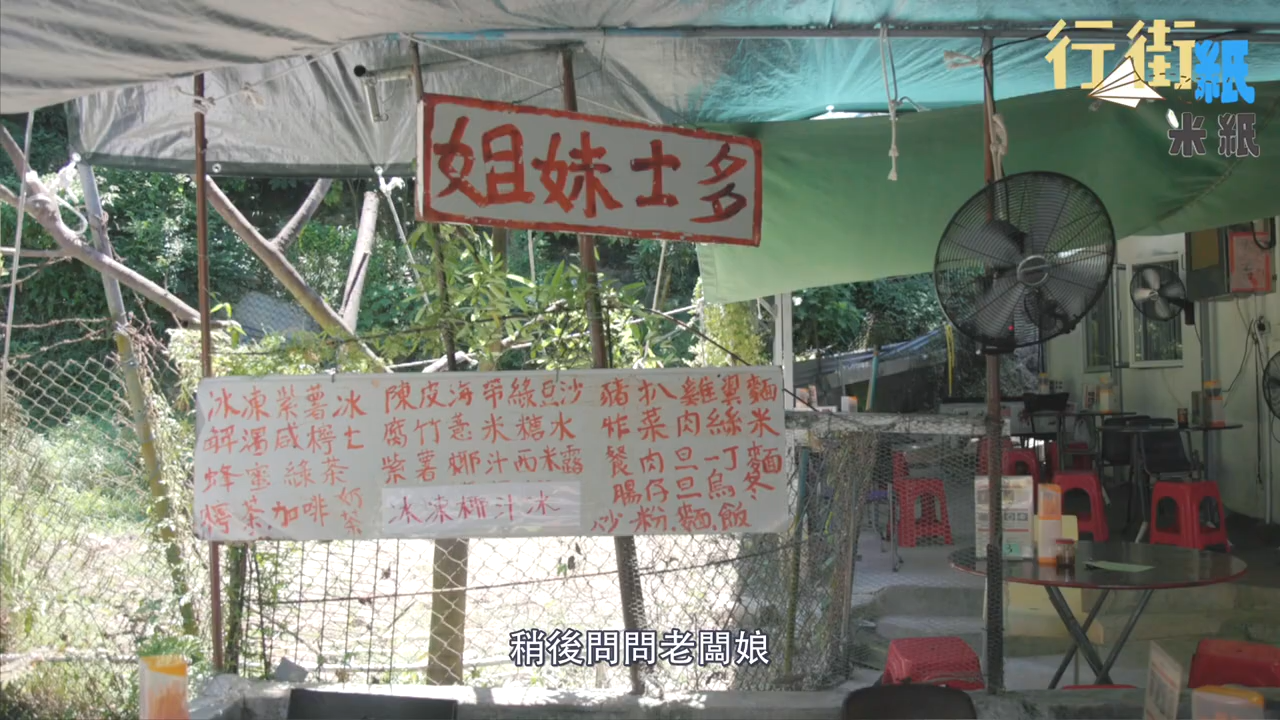 行街紙
米紙
姐妹士多
冰凍紫薯冰
解渴咸檸七
蜂蜜綠茶
檸茶咖啡奶茶
陳皮海帶綠豆沙
腐竹薏米糖水
紫薯椰汁西米露
冰凍椰汁冰
豬扒雞翼麵
炸菜肉絲米
餐肉旦一丁麵
腸仔旦烏冬
炒粉麵飯
稍後問問老闆娘